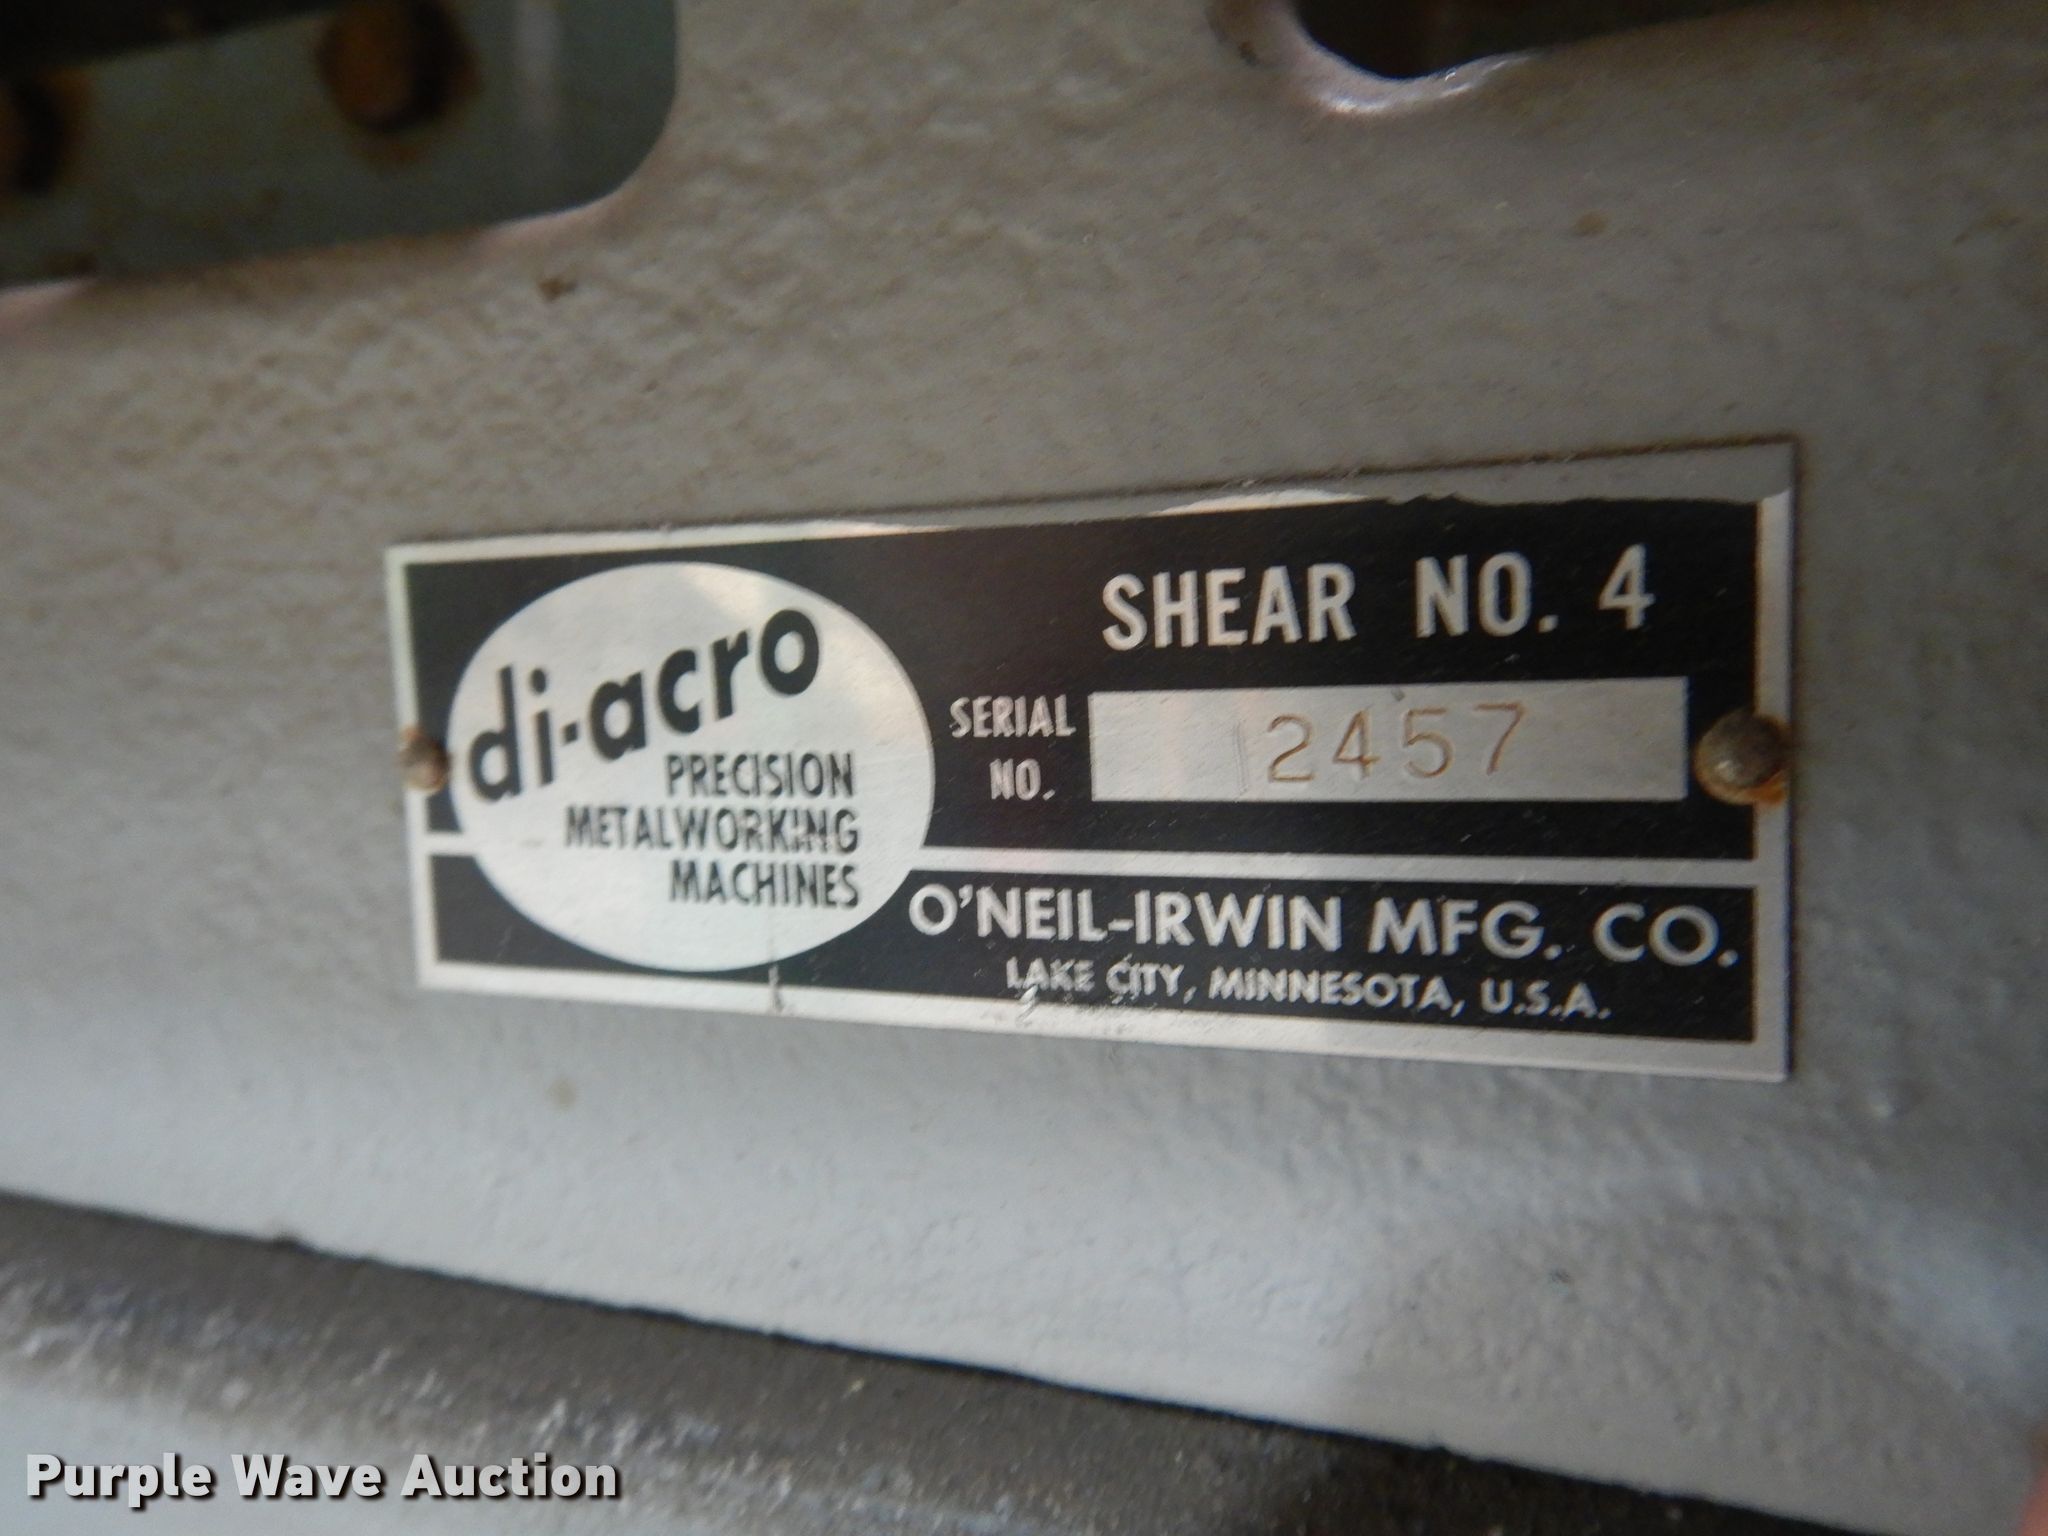 di-acro
PRECISION
METALWORKING
MACHINES
SHEAR NO. 4
SERIAL
NO.
2457
O'NEIL-IRWIN MFG. CO.
LAKE CITY, MINNESOTA, U.S.A.
Purple Wave Auction